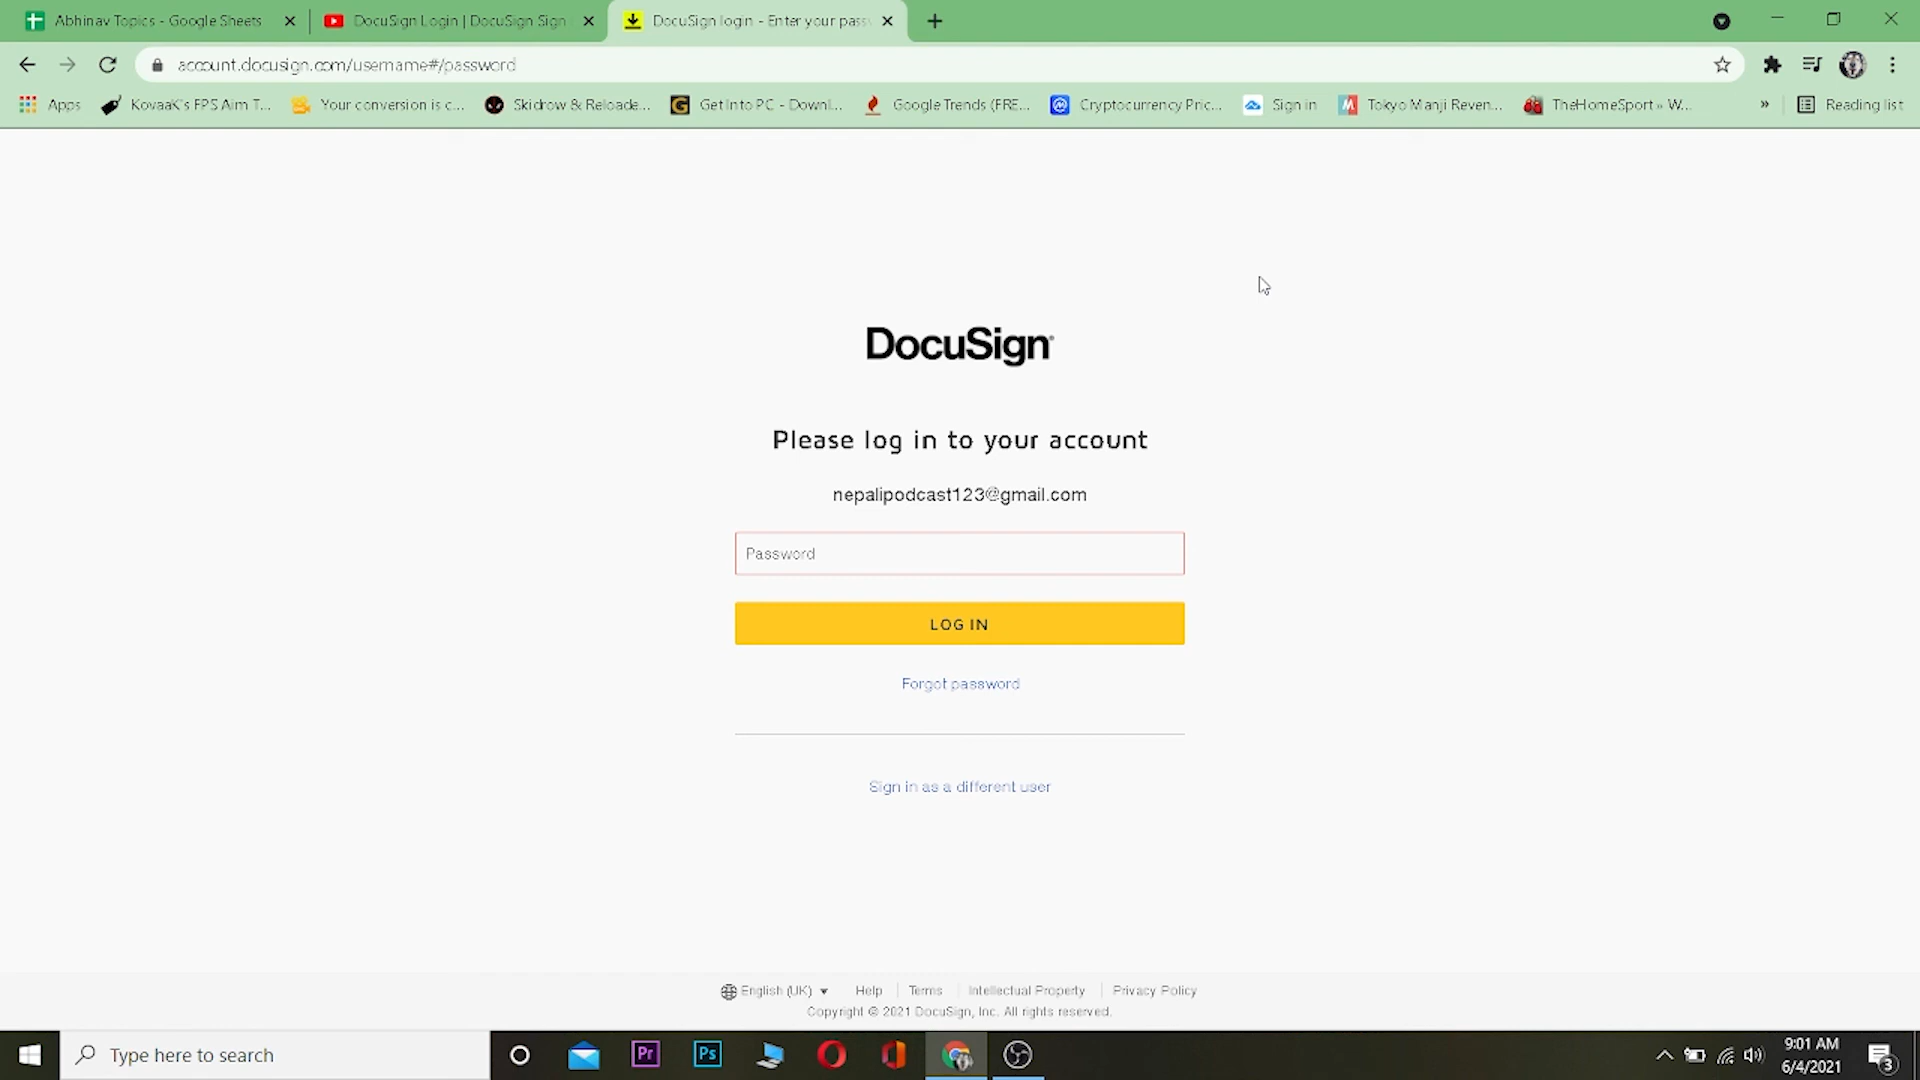 Abhinav Topics - Google Sheets
DocuSign Login | DocuSign Sign
DocuSign login - Enter your pass
account.docusign.com/username#/password
Apps
KovaaK's FPS Aim T...
Your conversion is c...
Skidrow & Reloade...
Get Into PC - Downl...
Google Trends (FRE...
Cryptocurrency Pric...
Sign in
Tokyo Manji Reven...
TheHomeSport » W...
»
Reading list
DocuSign
Please log in to your account
nepalipodcast123@gmail.com
Password
LOG IN
Forgot password
Sign in as a different user
English (UK)
Help
Terms
Intellectual Property
Privacy Policy
Copyright © 2021 DocuSign, Inc. All rights reserved.
Type here to search
Pr
Ps
9:01 AM
6/4/2021
3